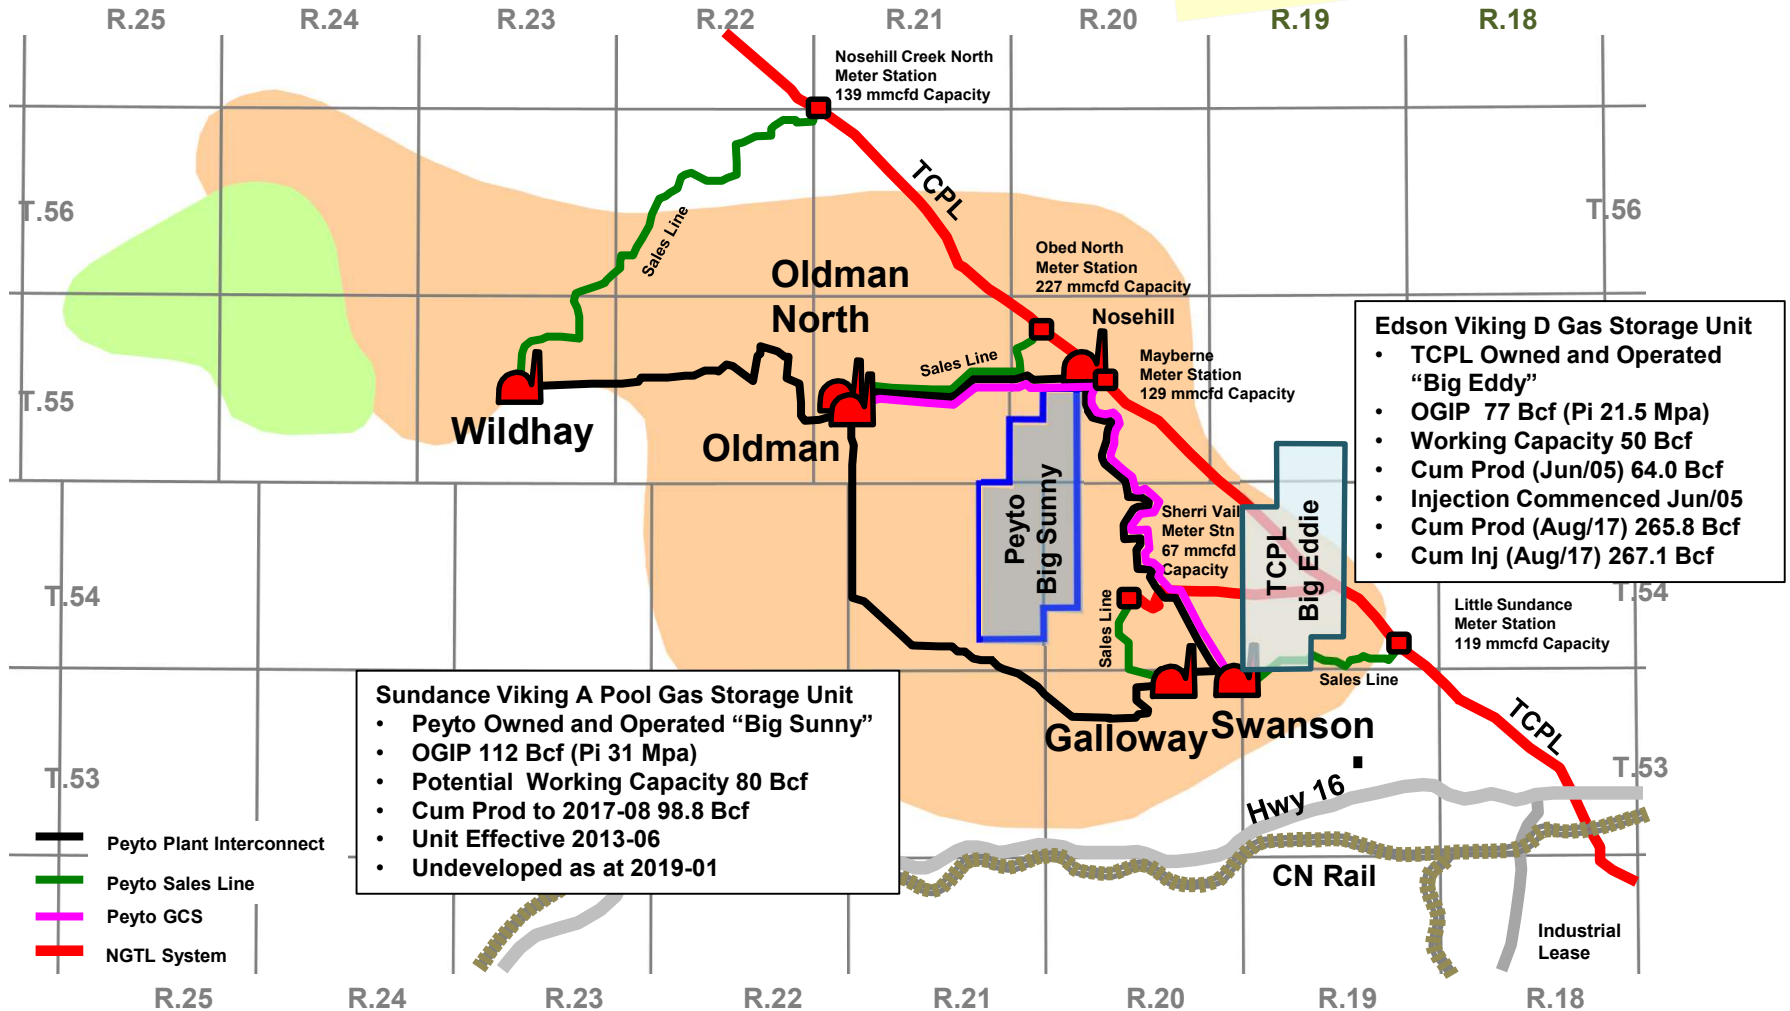 R.25 R.24 R.23 R.22 R.21 R.20 R.19 R.18
Nosehill Creek North
Meter Station
139 mmcfd Capacity
TCPL
T.56 T.56
Sales Line
Obed North
Meter Station
227 mmcfd Capacity
Oldman
North
Nosehill
Sales Line
Mayberne
Meter Station
129 mmcfd Capacity
Edson Viking D Gas Storage Unit
• TCPL Owned and Operated
“Big Eddy”
• OGIP 77 Bcf (Pi 21.5 Mpa)
• Working Capacity 50 Bcf
• Cum Prod (Jun/05) 64.0 Bcf
• Injection Commenced Jun/05
• Cum Prod (Aug/17) 265.8 Bcf
• Cum Inj (Aug/17) 267.1 Bcf
T.55
Wildhay
Oldman
Peyto
Big Sunny
Sherri Vail
Meter Stn
67 mmcfd
Capacity
TCPL
Big Eddie
T.54 T.54
Sales Line
Little Sundance
Meter Station
119 mmcfd Capacity
Sales Line
Sundance Viking A Pool Gas Storage Unit
• Peyto Owned and Operated “Big Sunny”
• OGIP 112 Bcf (Pi 31 Mpa)
• Potential Working Capacity 80 Bcf
• Cum Prod to 2017-08 98.8 Bcf
• Unit Effective 2013-06
• Undeveloped as at 2019-01
Galloway Swanson
TCPL
T.53 T.53
Hwy 16
CN Rail
Peyto Plant Interconnect
Peyto Sales Line
Peyto GCS
NGTL System
Industrial
Lease
R.25 R.24 R.23 R.22 R.21 R.20 R.19 R.18